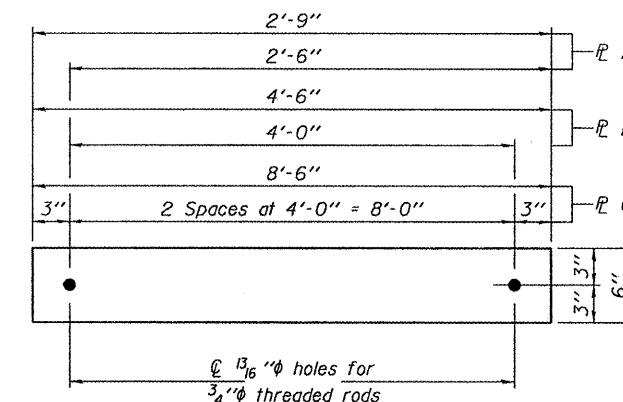 2'-9"
2'-6"
4'-6"
4'-0"
8'-6"
3" 2 Spaces at 4'-0" = 8'-0" 3"
℄ 13/16 "ϕ holes for
3/4"ϕ threaded rods
3"
3"
6"
PL
PL
PL